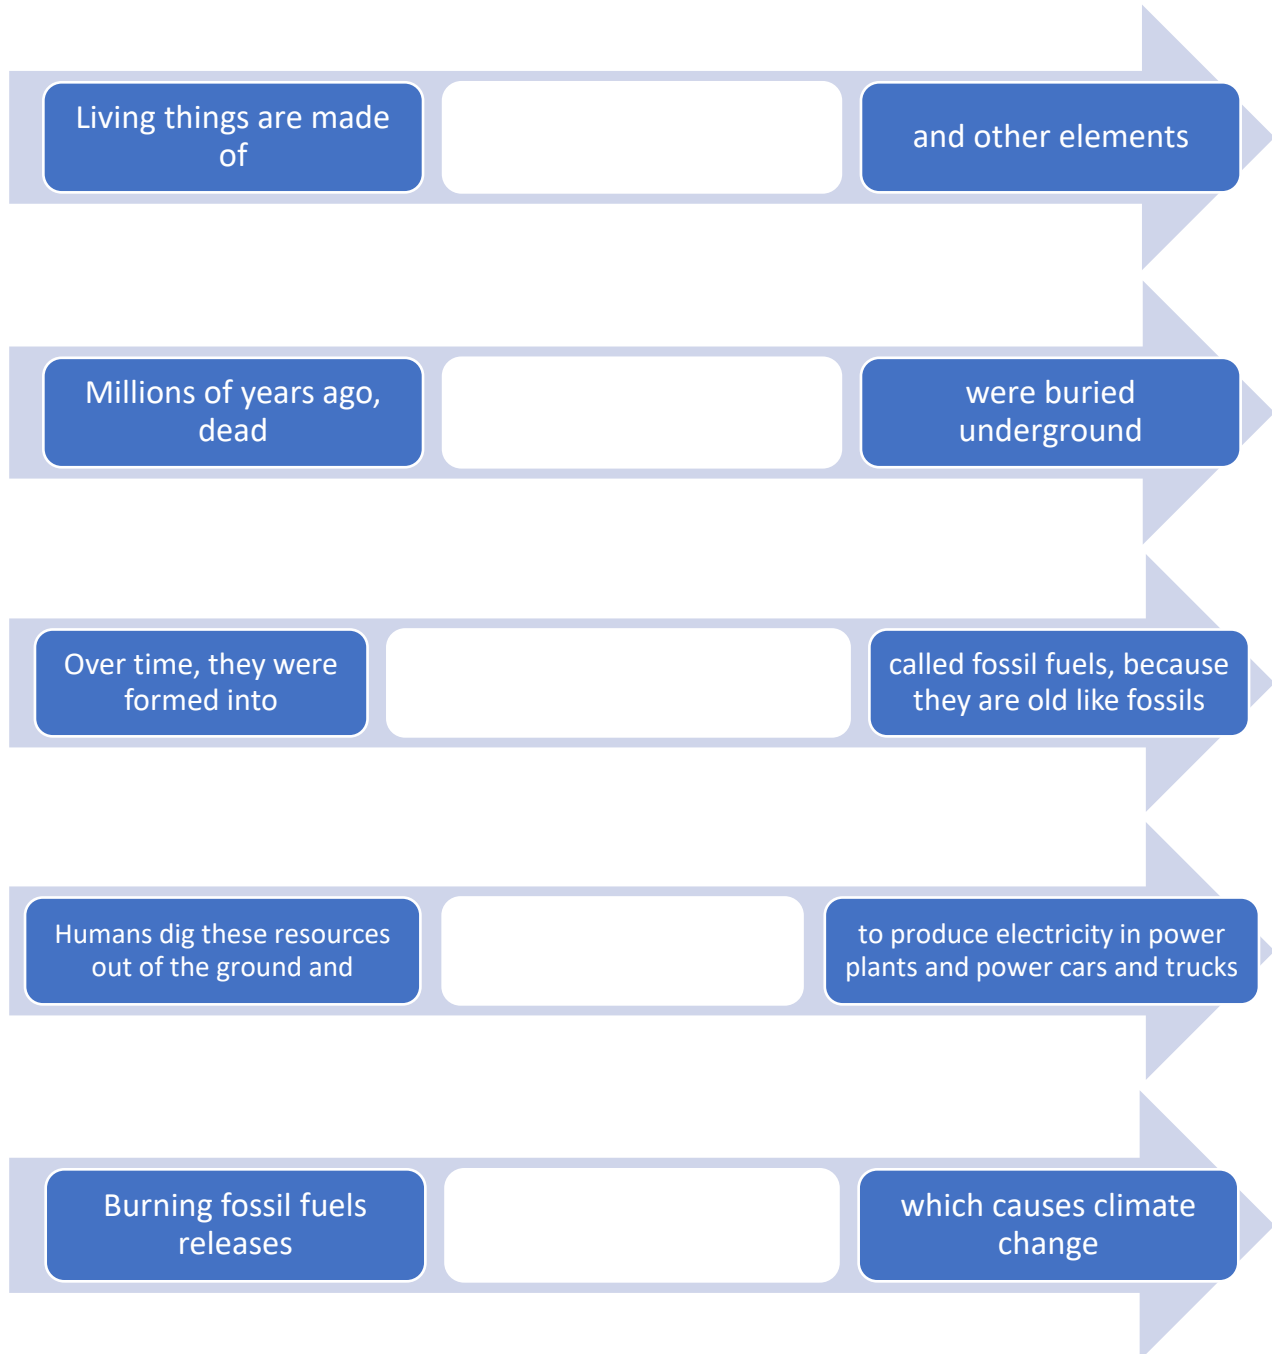 Living things are made
of
and other elements
Millions of years ago,
dead
were buried
underground
Over time, they were
formed into
called fossil fuels, because
they are old like fossils
Humans dig these resources
out of the ground and
to produce electricity in power
plants and power cars and trucks
Burning fossil fuels
releases
which causes climate
change